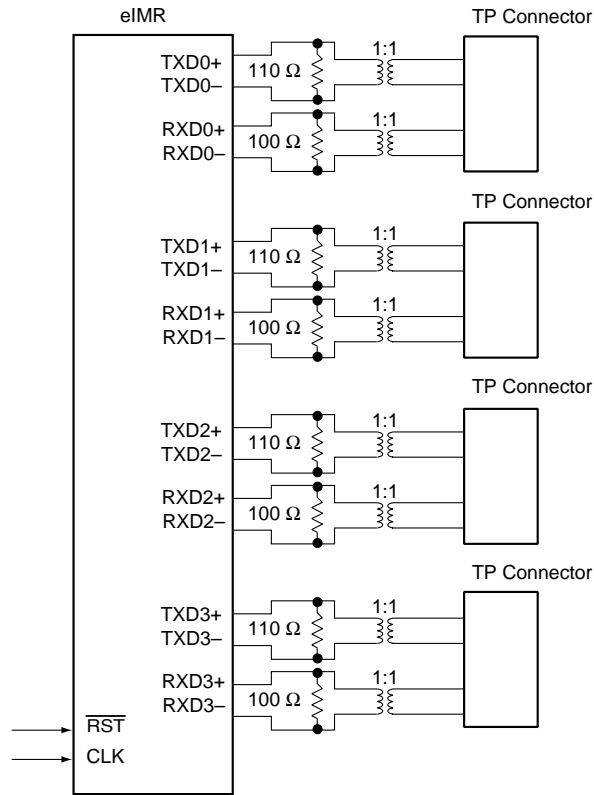 eIMR
TP Connector
TXD0+
TXD0–
110 Ω
1:1
RXD0+
RXD0–
100 Ω
1:1
TP Connector
TXD1+
TXD1–
110 Ω
1:1
RXD1+
RXD1–
100 Ω
1:1
TP Connector
TXD2+
TXD2–
110 Ω
1:1
RXD2+
RXD2–
100 Ω
1:1
TP Connector
TXD3+
TXD3–
110 Ω
1:1
RXD3+
RXD3–
100 Ω
1:1
RST
CLK